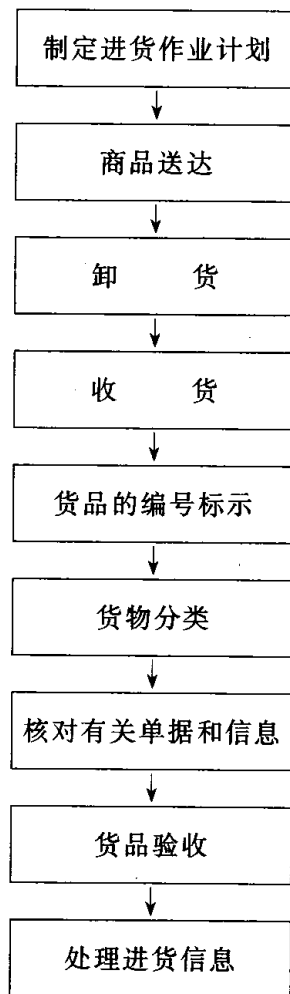 制定进货作业计划
商品送达
卸 货
收 货
货品的编号标示
货物分类
核对有关单据和信息
货品验收
处理进货信息